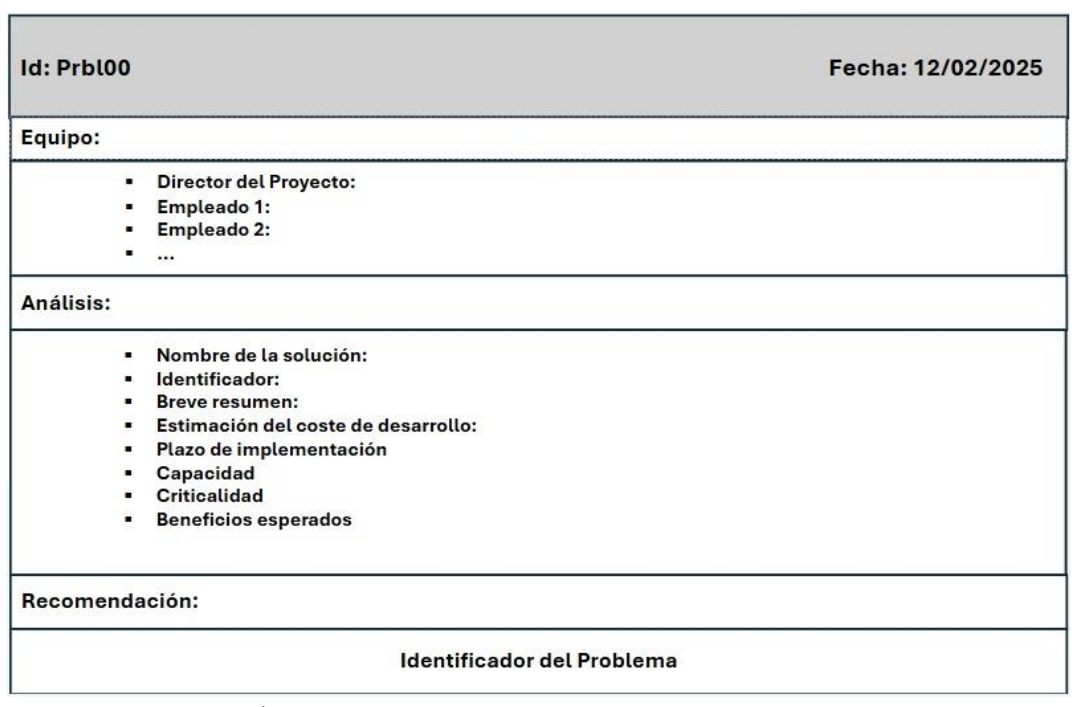 Id: Prbl00 Fecha: 12/02/2025
Equipo:
▪ Director del Proyecto:
▪ Empleado 1:
▪ Empleado 2:
▪ ...
Análisis:
▪ Nombre de la solución:
▪ Identificador:
▪ Breve resumen:
▪ Estimación del coste de desarrollo:
▪ Plazo de implementación
▪ Capacidad
▪ Criticalidad
▪ Beneficios esperados
Recomendación:
Identificador del Problema